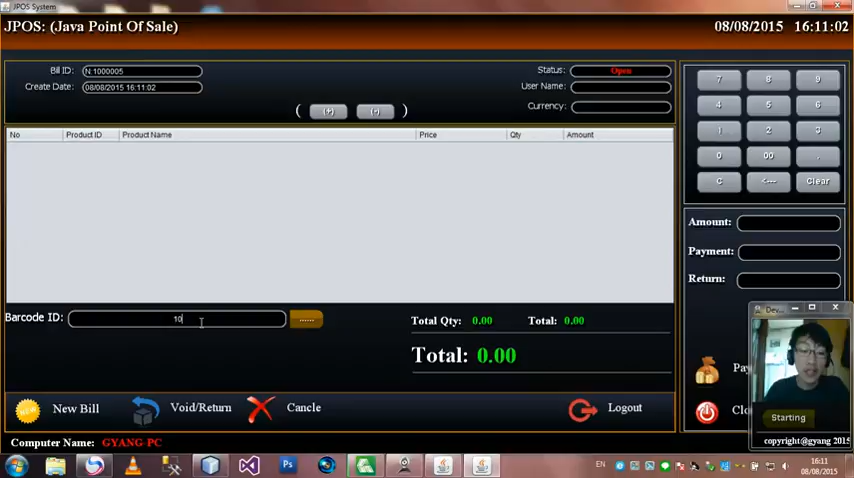 JPOS System
JPOS: (Java Point Of Sale)
08/08/2015 16:11:02
Bill ID: N:1000005
Create Date: 08/08/2015 16:11:02
( (+) (-) )
Status: Open
User Name:
Currency:
No Product ID Product Name Price Qty Amount
7 8 9
4 5 6
1 2 3
0 00 .
C <--- Clear
Amount:
Payment:
Return:
Barcode ID: 10 ......
Total Qty: 0.00 Total: 0.00
Total: 0.00
New Bill
Void/Return
Cancle
Logout
Starting
copyright@gyang 2015
Computer Name: GYANG-PC
EN
16:11
08/08/2015